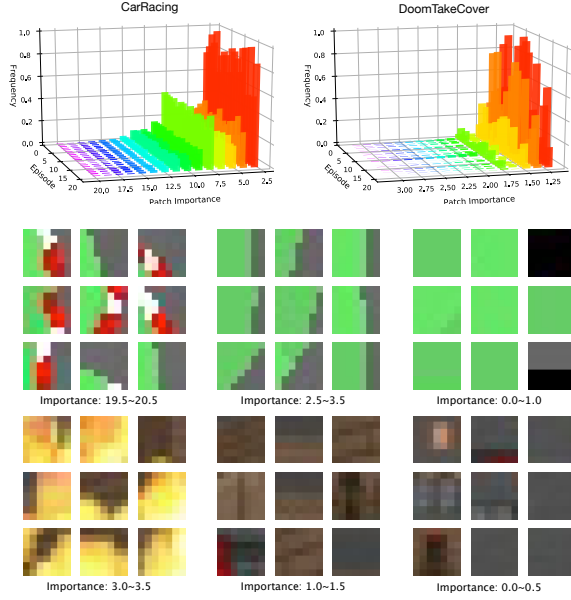 CarRacing
DoomTakeCover
1.0
0.8
0.6
0.4
0.2
0.0
Frequency
0
5
10
15
20
Episode
20.0
17.5
15.0
12.5
10.0
7.5
5.0
2.5
Patch Importance
1.0
0.8
0.6
0.4
0.2
0.0
Frequency
0
5
10
15
20
Episode
3.00
2.75
2.50
2.25
2.00
1.75
1.50
1.25
Patch Importance
Importance: 19.5~20.5
Importance: 2.5~3.5
Importance: 0.0~1.0
Importance: 3.0~3.5
Importance: 1.0~1.5
Importance: 0.0~0.5